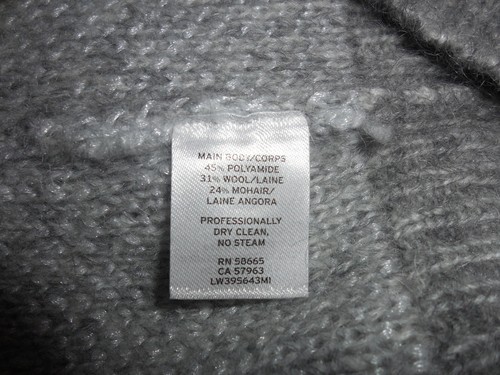 MAIN BODY/CORPS
45% POLYAMIDE
31% WOOL/LAINE
24% MOHAIR/
LAINE ANGORA
PROFESSIONALLY
DRY CLEAN,
NO STEAM
RN 58665
CA 57963
LW395643MI